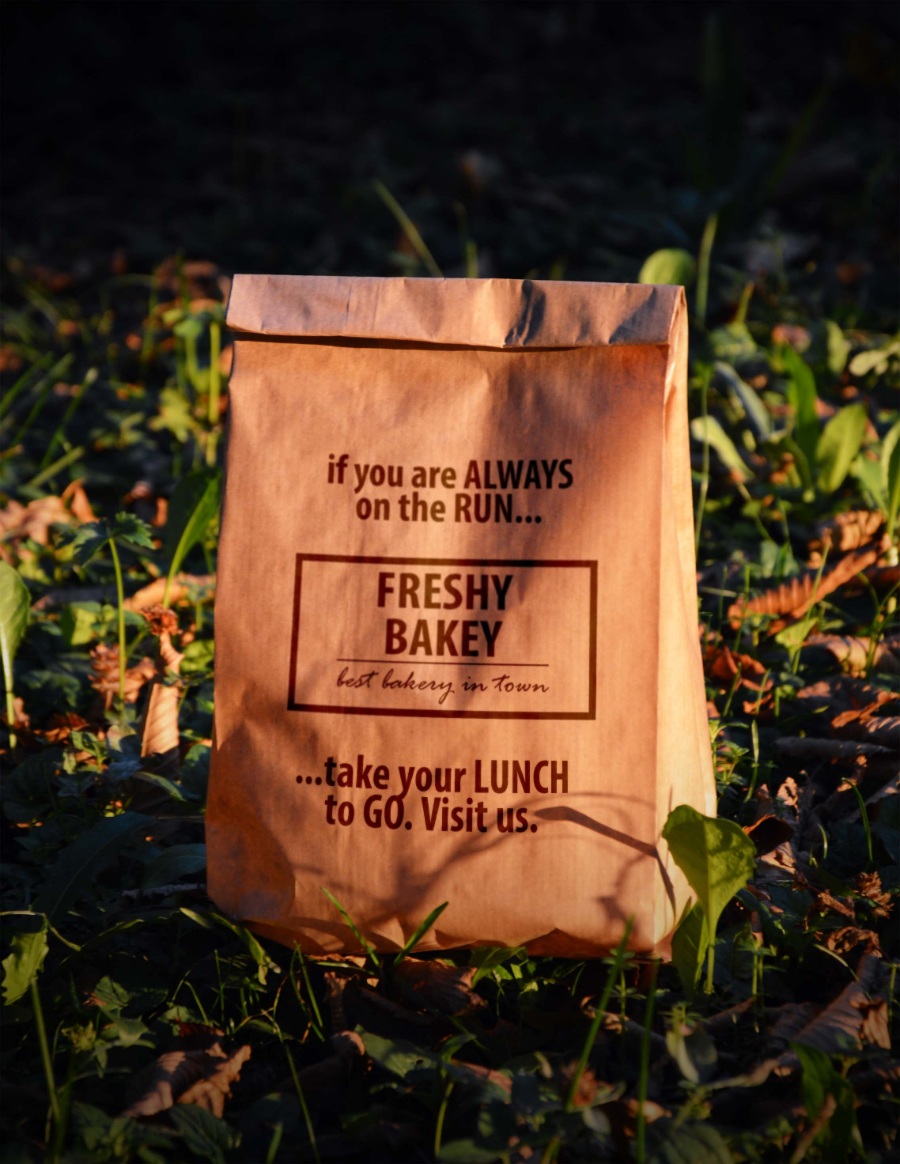 if you are ALWAYS
on the RUN...
FRESHY
BAKEY
best bakery in town
...take your LUNCH
to GO. Visit us.